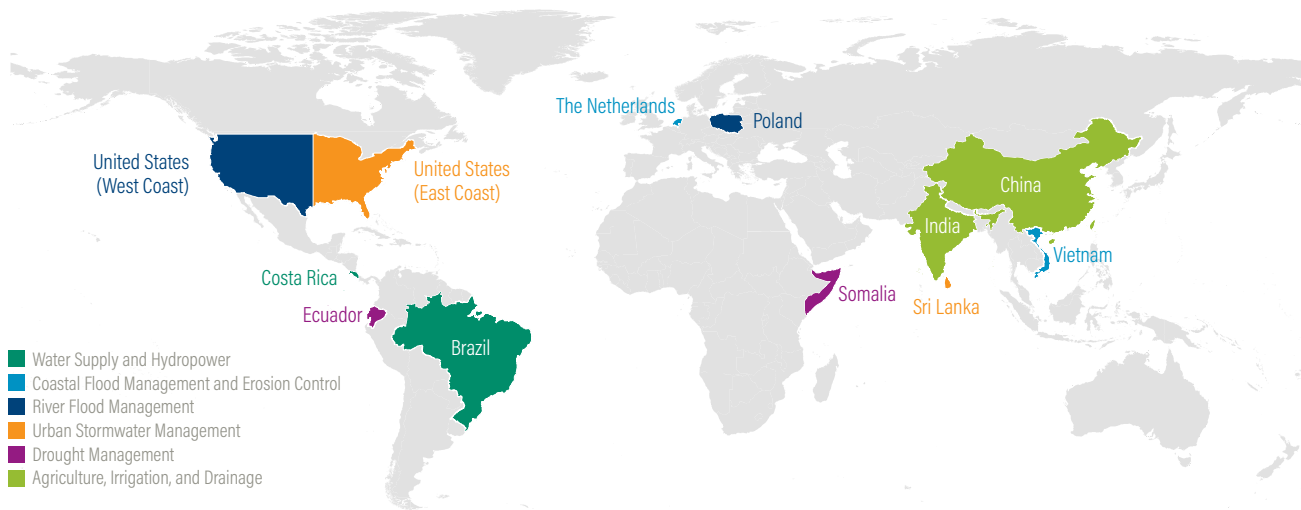 The Netherlands
Poland
United States
(West Coast)
United States
(East Coast)
China
India
Vietnam
Costa Rica
Somalia
Sri Lanka
Ecuador
Brazil
Water Supply and Hydropower
Coastal Flood Management and Erosion Control
River Flood Management
Urban Stormwater Management
Drought Management
Agriculture, Irrigation, and Drainage